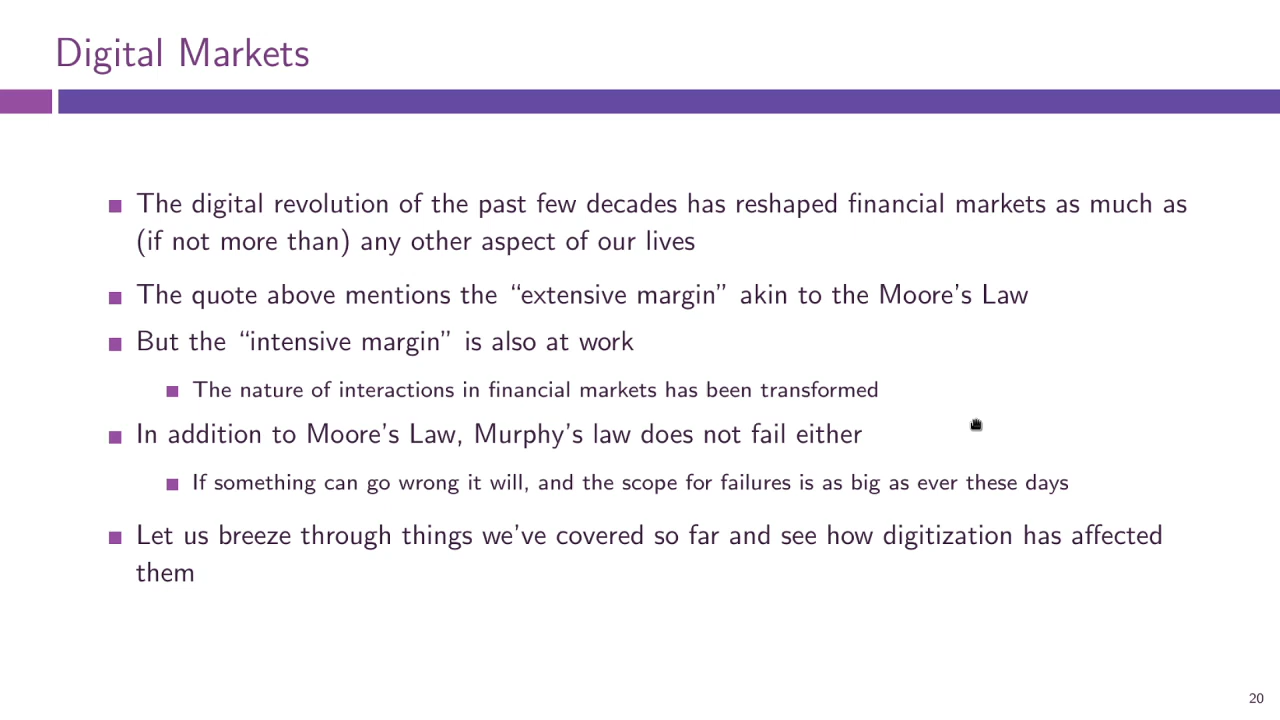 Digital Markets
The digital revolution of the past few decades has reshaped financial markets as much as
(if not more than) any other aspect of our lives
The quote above mentions the “extensive margin” akin to the Moore’s Law
But the “intensive margin” is also at work
The nature of interactions in financial markets has been transformed
In addition to Moore’s Law, Murphy’s law does not fail either
If something can go wrong it will, and the scope for failures is as big as ever these days
Let us breeze through things we’ve covered so far and see how digitization has affected
them
20